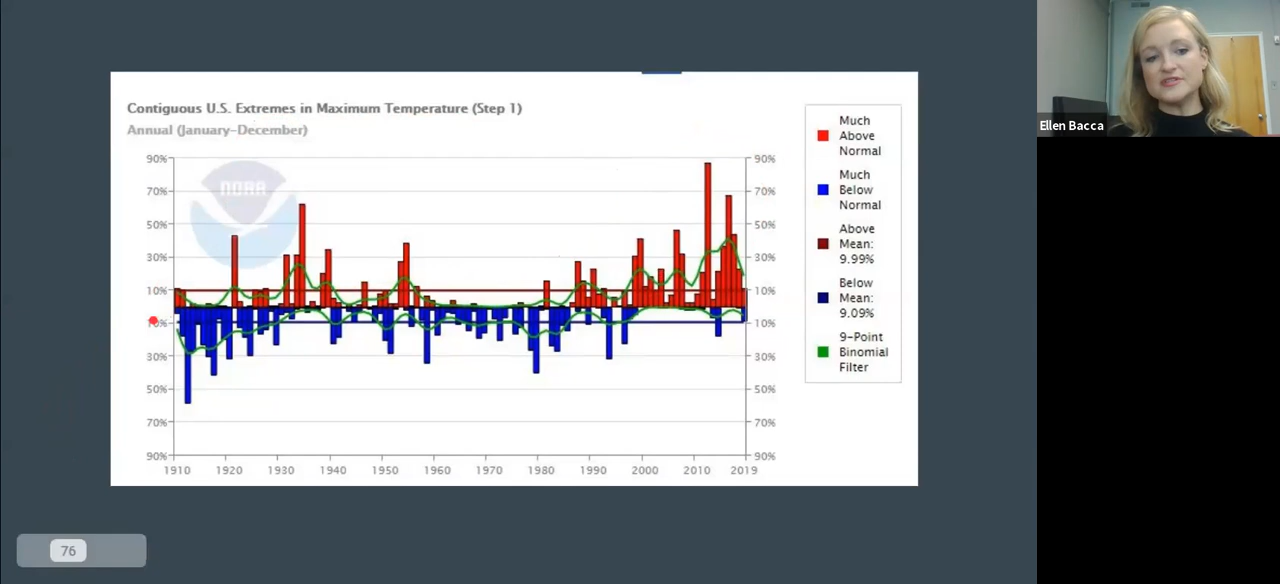 Contiguous U.S. Extremes in Maximum Temperature (Step 1)
Annual (January–December)
NOAA
90%
70%
50%
30%
10%
10%
30%
50%
70%
90%
90%
70%
50%
30%
10%
10%
30%
50%
70%
90%
1910 1920 1930 1940 1950 1960 1970 1980 1990 2000 2010 2019
Much
Above
Normal
Much
Below
Normal
Above
Mean:
9.99%
Below
Mean:
9.09%
9-Point
Binomial
Filter
Ellen Bacca
76